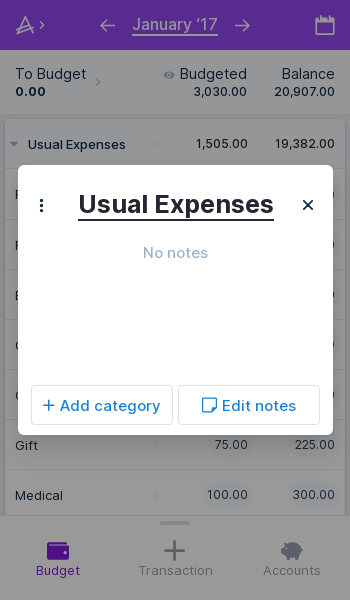 January ‘17
To Budget
0.00
Budgeted
3,030.00
Balance
20,907.00
Usual Expenses
1,505.00
19,382.00
Usual Expenses
No notes
Add category
Edit notes
Gift
75.00
225.00
Medical
100.00
300.00
Budget
Transaction
Accounts